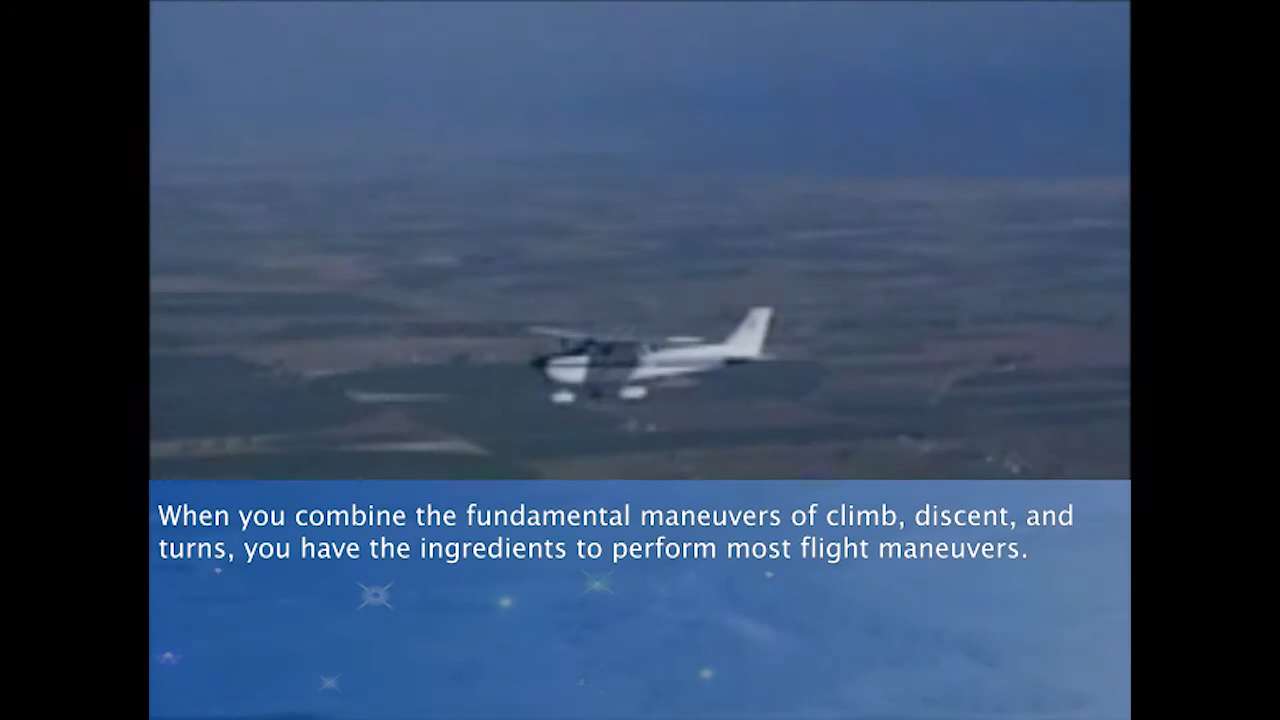 When you combine the fundamental maneuvers of climb, discent, and
turns, you have the ingredients to perform most flight maneuvers.